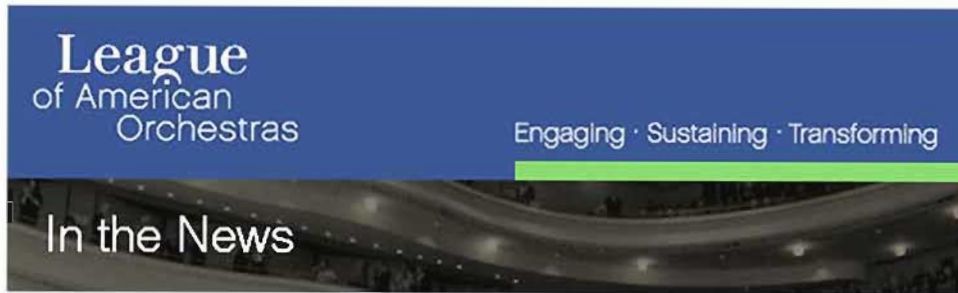 League
of American
Orchestras
Engaging · Sustaining · Transforming
In the News